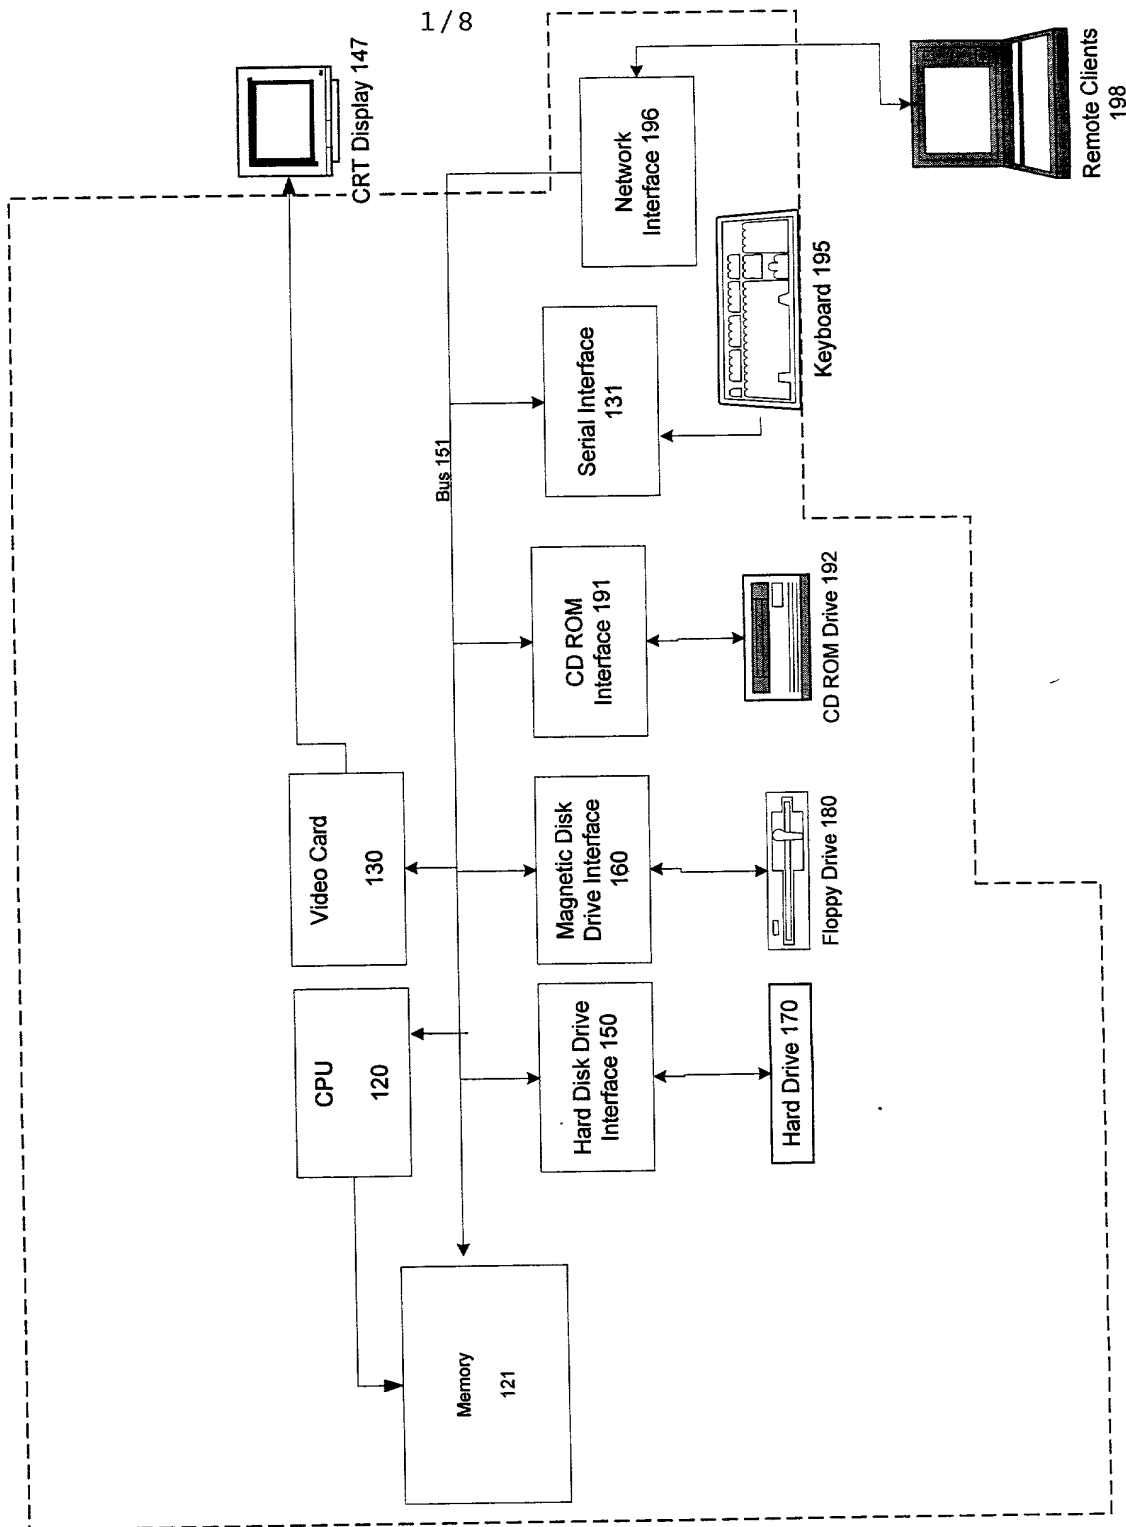 1/8
CRT Display 147
Remote Clients
198
Network
Interface 196
Keyboard 195
Serial Interface
131
Bus 151
CD ROM
Interface 191
CD ROM Drive 192
Video Card
130
Magnetic Disk
Drive Interface
160
Floppy Drive 180
CPU
120
Hard Disk Drive
Interface 150
Hard Drive 170
Memory
121